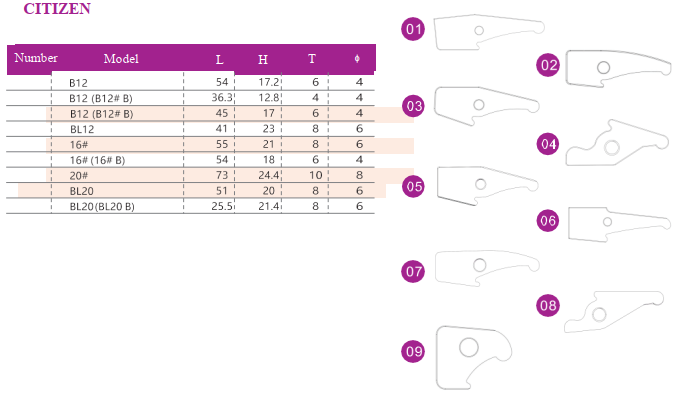 CITIZEN
Number Model L H T ϕ
B12 54 17.2 6 4
B12 (B12# B) 36.3 12.8 4 4
B12 (B12# B) 45 17 6 4
BL12 41 23 8 6
16# 55 21 8 6
16# (16# B) 54 18 6 4
20# 73 24.4 10 8
BL20 51 20 8 6
BL20 (BL20 B) 25.5 21.4 8 6
01
02
03
04
05
06
07
08
09